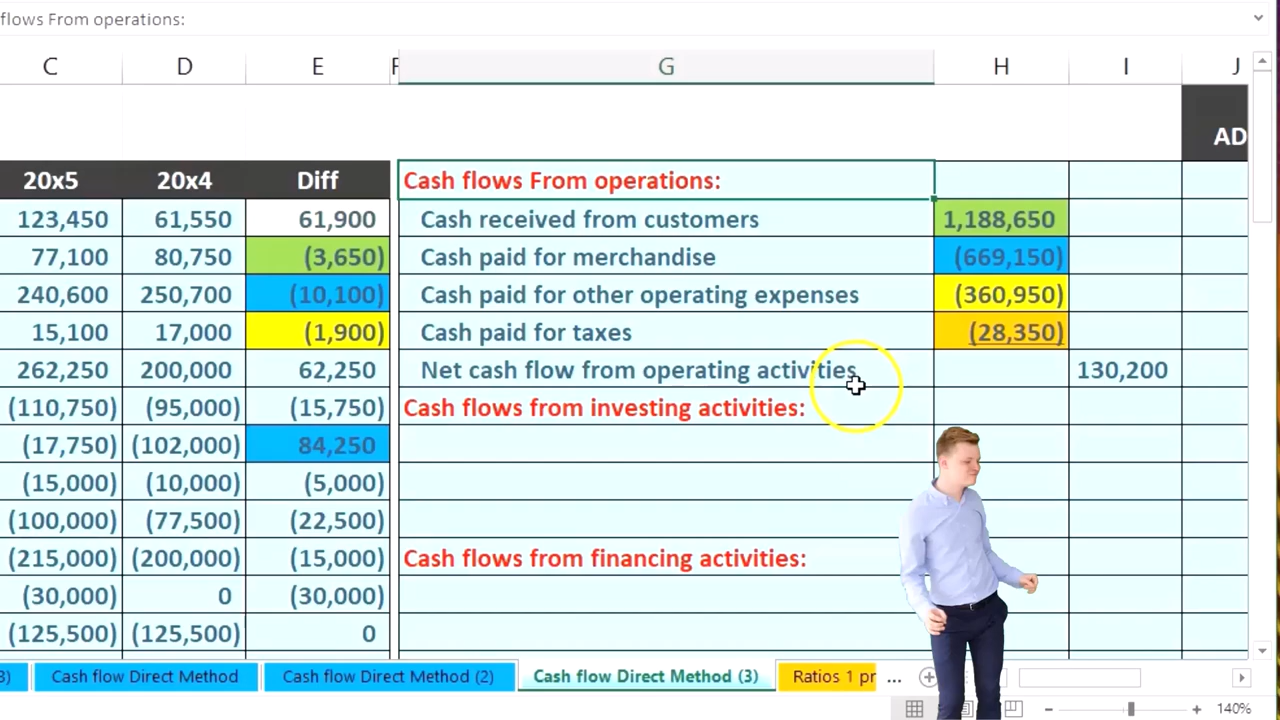 flows From operations:
C D E F G H I J
AD
20x5 20x4 Diff Cash flows From operations:
123,450 61,550 61,900 Cash received from customers 1,188,650
77,100 80,750 (3,650) Cash paid for merchandise (669,150)
240,600 250,700 (10,100) Cash paid for other operating expenses (360,950)
15,100 17,000 (1,900) Cash paid for taxes (28,350)
262,250 200,000 62,250 Net cash flow from operating activities 130,200
(110,750) (95,000) (15,750) Cash flows from investing activities:
(17,750) (102,000) 84,250
(15,000) (10,000) (5,000)
(100,000) (77,500) (22,500)
(215,000) (200,000) (15,000) Cash flows from financing activities:
(30,000) 0 (30,000)
(125,500) (125,500) 0
3) Cash flow Direct Method Cash flow Direct Method (2) Cash flow Direct Method (3) Ratios 1 pr ...
140%